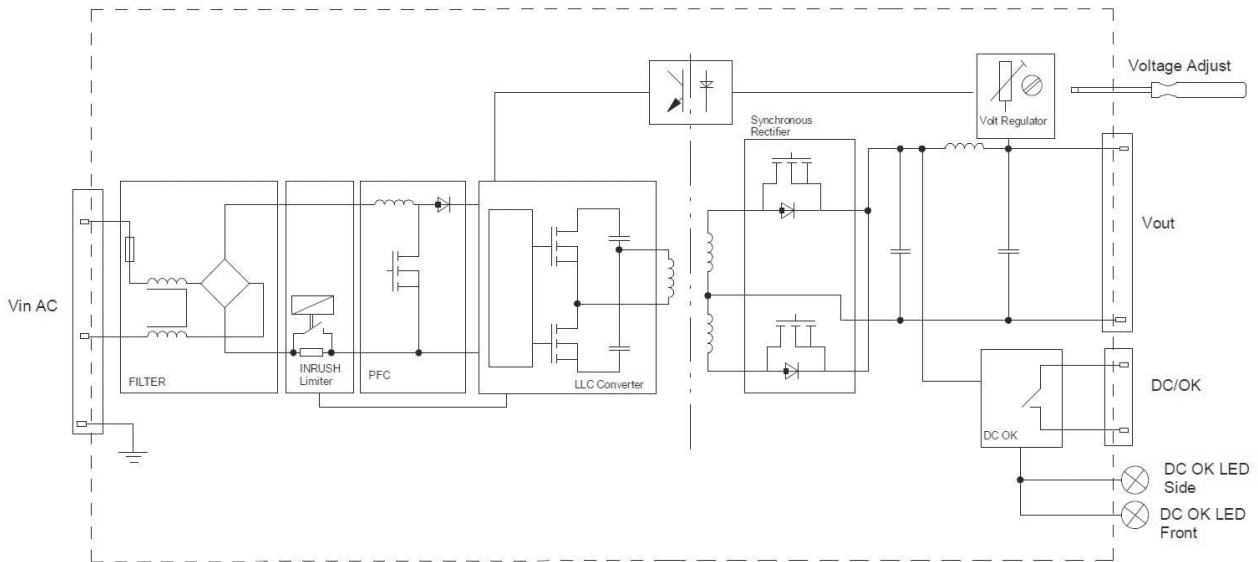 Voltage Adjust
Volt Regulator
Synchronous
Rectifier
Vout
Vin AC
FILTER
INRUSH
Limiter
PFC
LLC Converter
DC/OK
DC OK
DC OK LED
Side
DC OK LED
Front